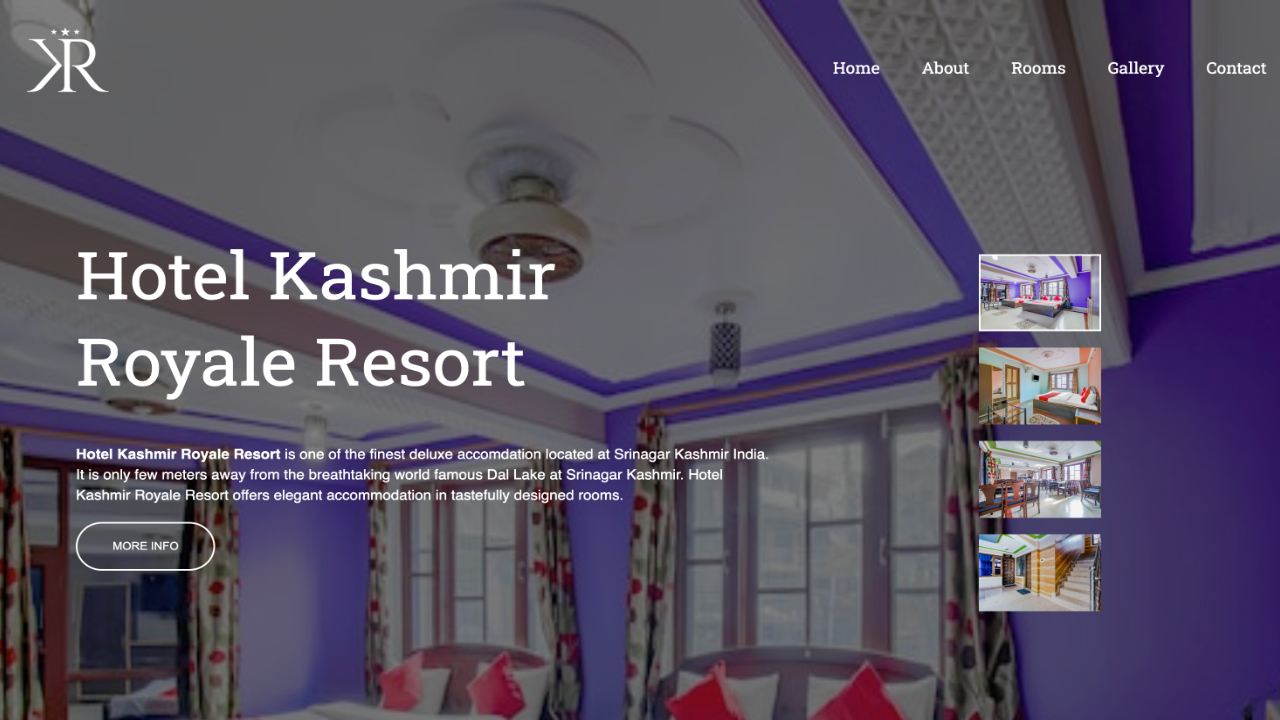 KR
Home About Rooms Gallery Contact
Hotel Kashmir
Royale Resort
Hotel Kashmir Royale Resort is one of the finest deluxe accomdation located at Srinagar Kashmir India.
It is only few meters away from the breathtaking world famous Dal Lake at Srinagar Kashmir. Hotel
Kashmir Royale Resort offers elegant accommodation in tastefully designed rooms.
MORE INFO